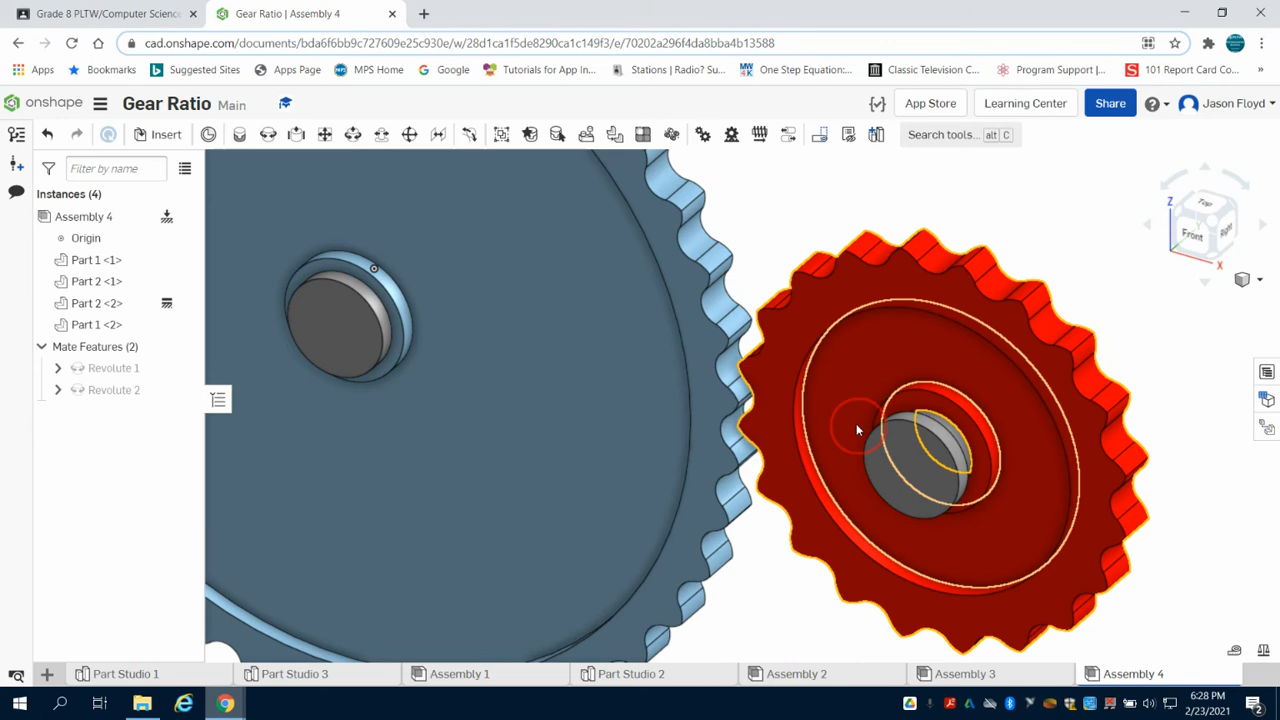 Grade 8 PLTW/Computer Science
Gear Ratio | Assembly 4
cad.onshape.com/documents/bda6f6bb9c727609e25c930e/w/28d1ca1f5de8290ca1c149f3/e/70202a296f4da8bba4b13588
Apps
Bookmarks
Suggested Sites
Apps Page
MPS Home
Google
Tutorials for App In...
Stations | Radio? Su...
One Step Equation:...
Classic Television C...
Program Support |...
101 Report Card Co...
onshape
Gear Ratio Main
App Store
Learning Center
Share
Jason Floyd
Insert
Search tools... alt C
Filter by name
Instances (4)
Assembly 4
Origin
Part 1 <1>
Part 2 <1>
Part 2 <2>
Part 1 <2>
Mate Features (2)
Revolute 1
Revolute 2
Z
Top
Front
Right
X
Part Studio 1
Part Studio 3
Assembly 1
Part Studio 2
Assembly 2
Assembly 3
Assembly 4
6:28 PM
2/23/2021
2